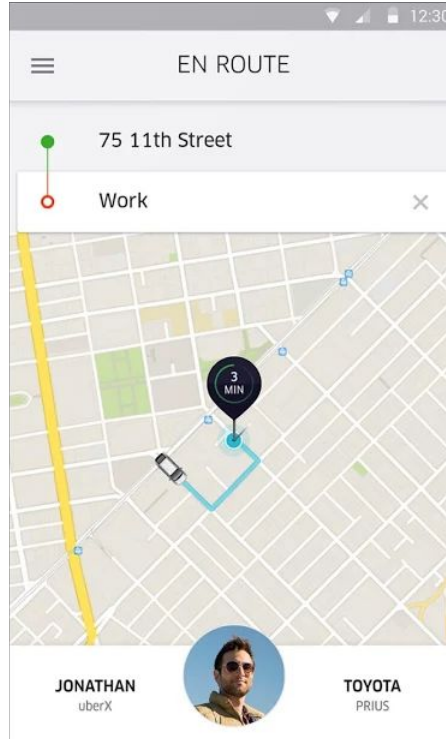 12:30
EN ROUTE
75 11th Street
Work
3
MIN
JONATHAN
uberX
TOYOTA
PRIUS